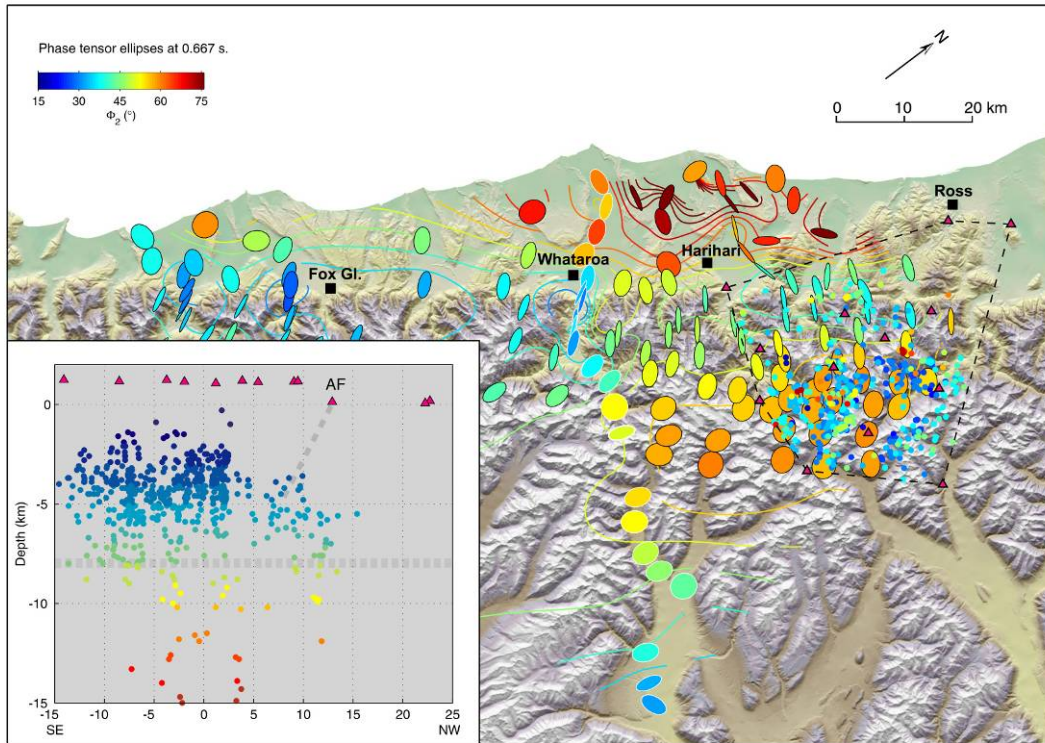 Phase tensor ellipses at 0.667 s.
15 30 45 60 75
Φ2 (°)
N
0 10 20 km
Ross
Harihari
Whataroa
Fox Gl.
AF
0
-5
-10
-15
Depth (km)
-15 -10 -5 0 5 10 15 20 25
SE NW